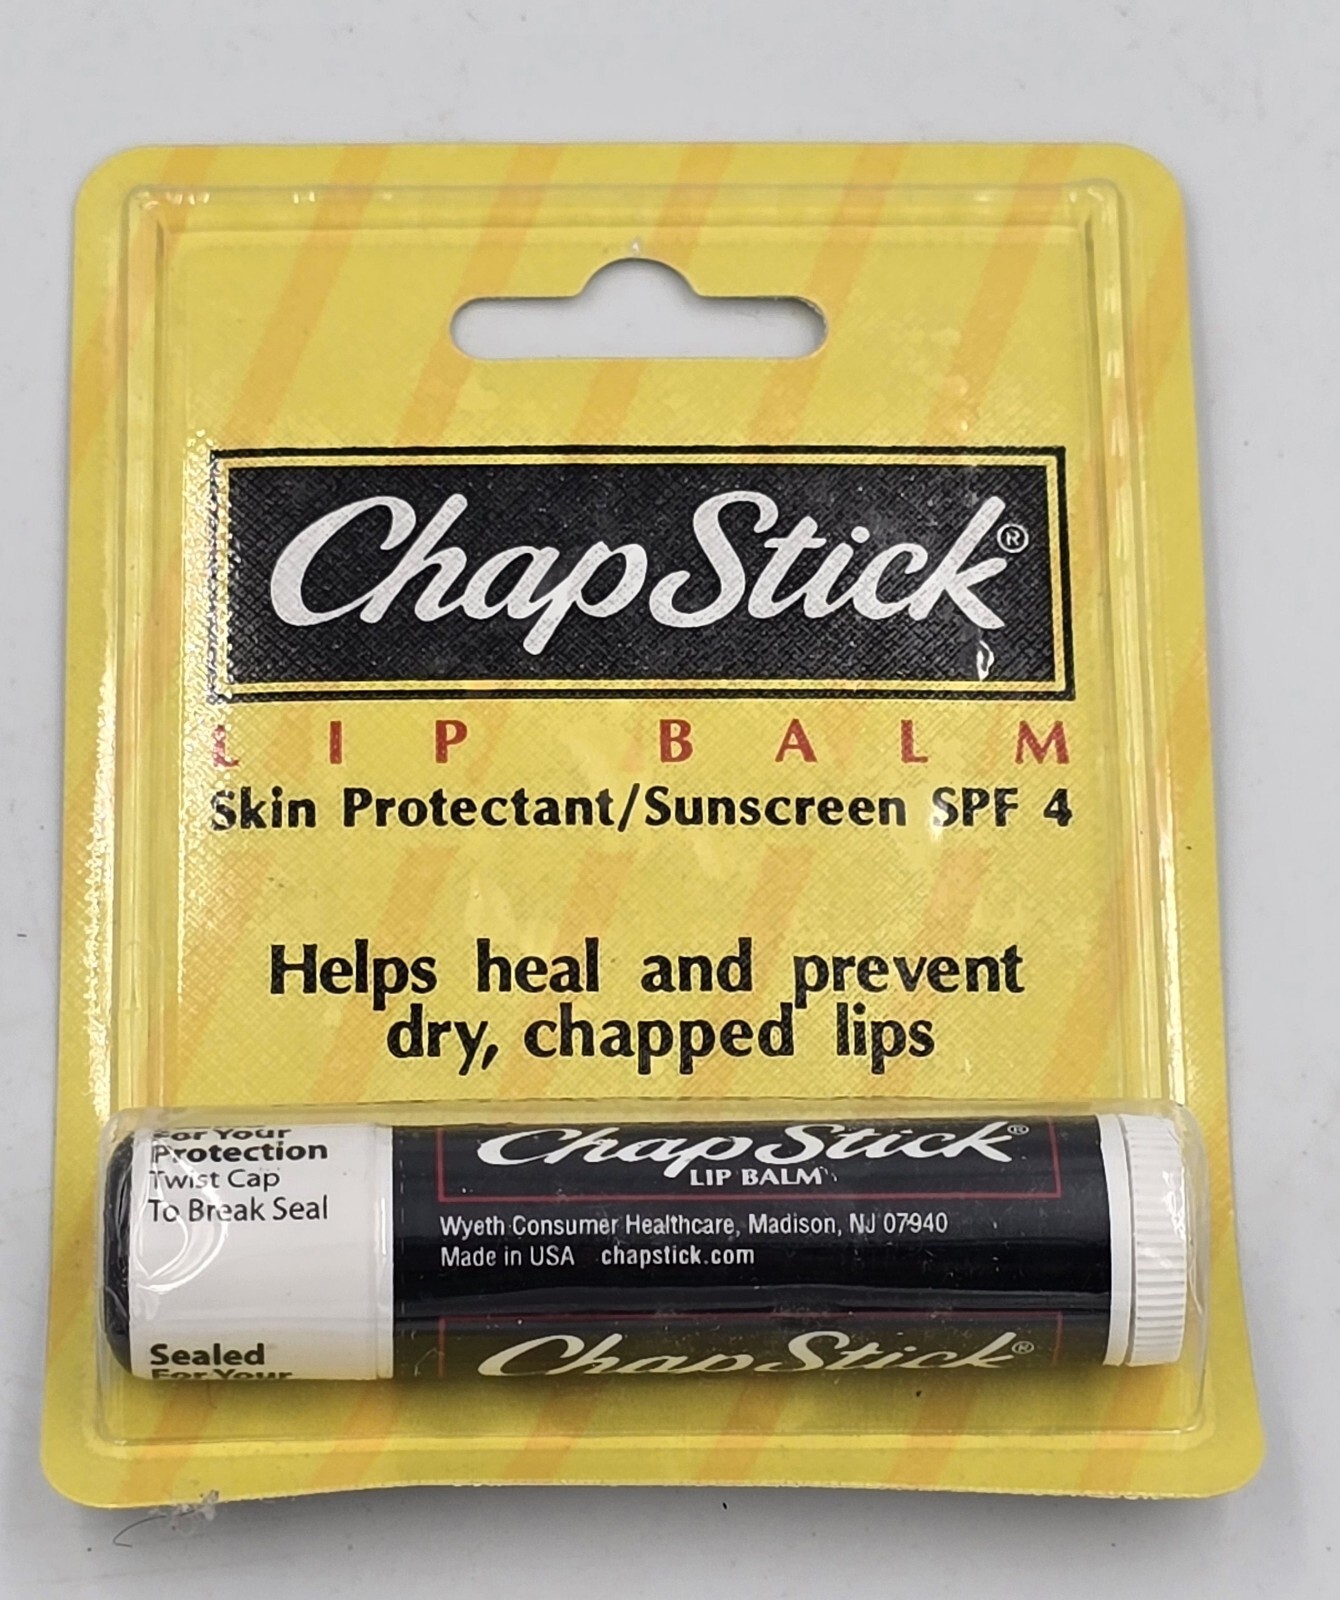 ChapStick®
LIP BALM
Skin Protectant/Sunscreen SPF 4
Helps heal and prevent
dry, chapped lips
For Your
Protection
Twist Cap
To Break Seal
Sealed
For Your
ChapStick®
LIP BALM
Wyeth Consumer Healthcare, Madison, NJ 07940
Made in USA chapstick.com
ChapStick®